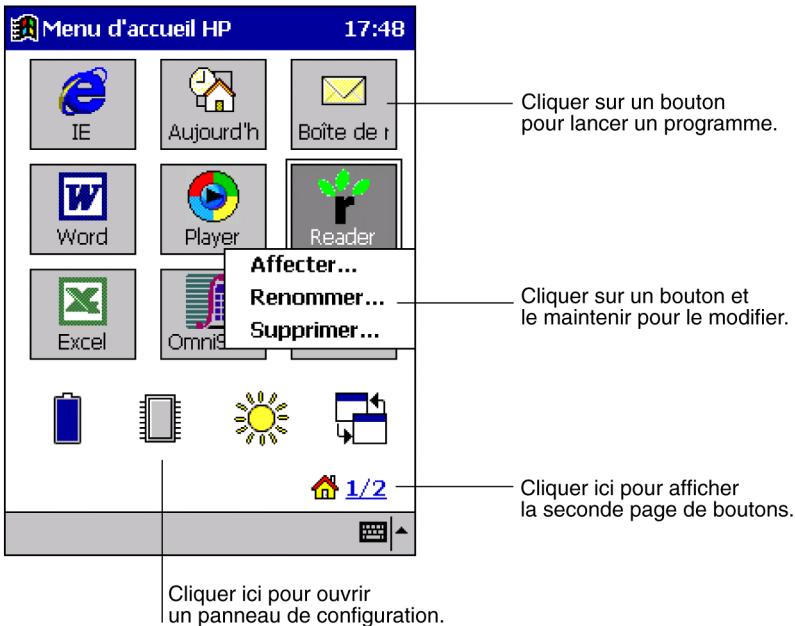 Menu d'accueil HP 17:48
IE Aujourd'h Boîte de r
Cliquer sur un bouton
pour lancer un programme.
Word Player Reader
Affecter...
Renommer...
Supprimer...
Cliquer sur un bouton et
le maintenir pour le modifier.
Excel OmniS
1/2
Cliquer ici pour afficher
la seconde page de boutons.
Cliquer ici pour ouvrir
un panneau de configuration.